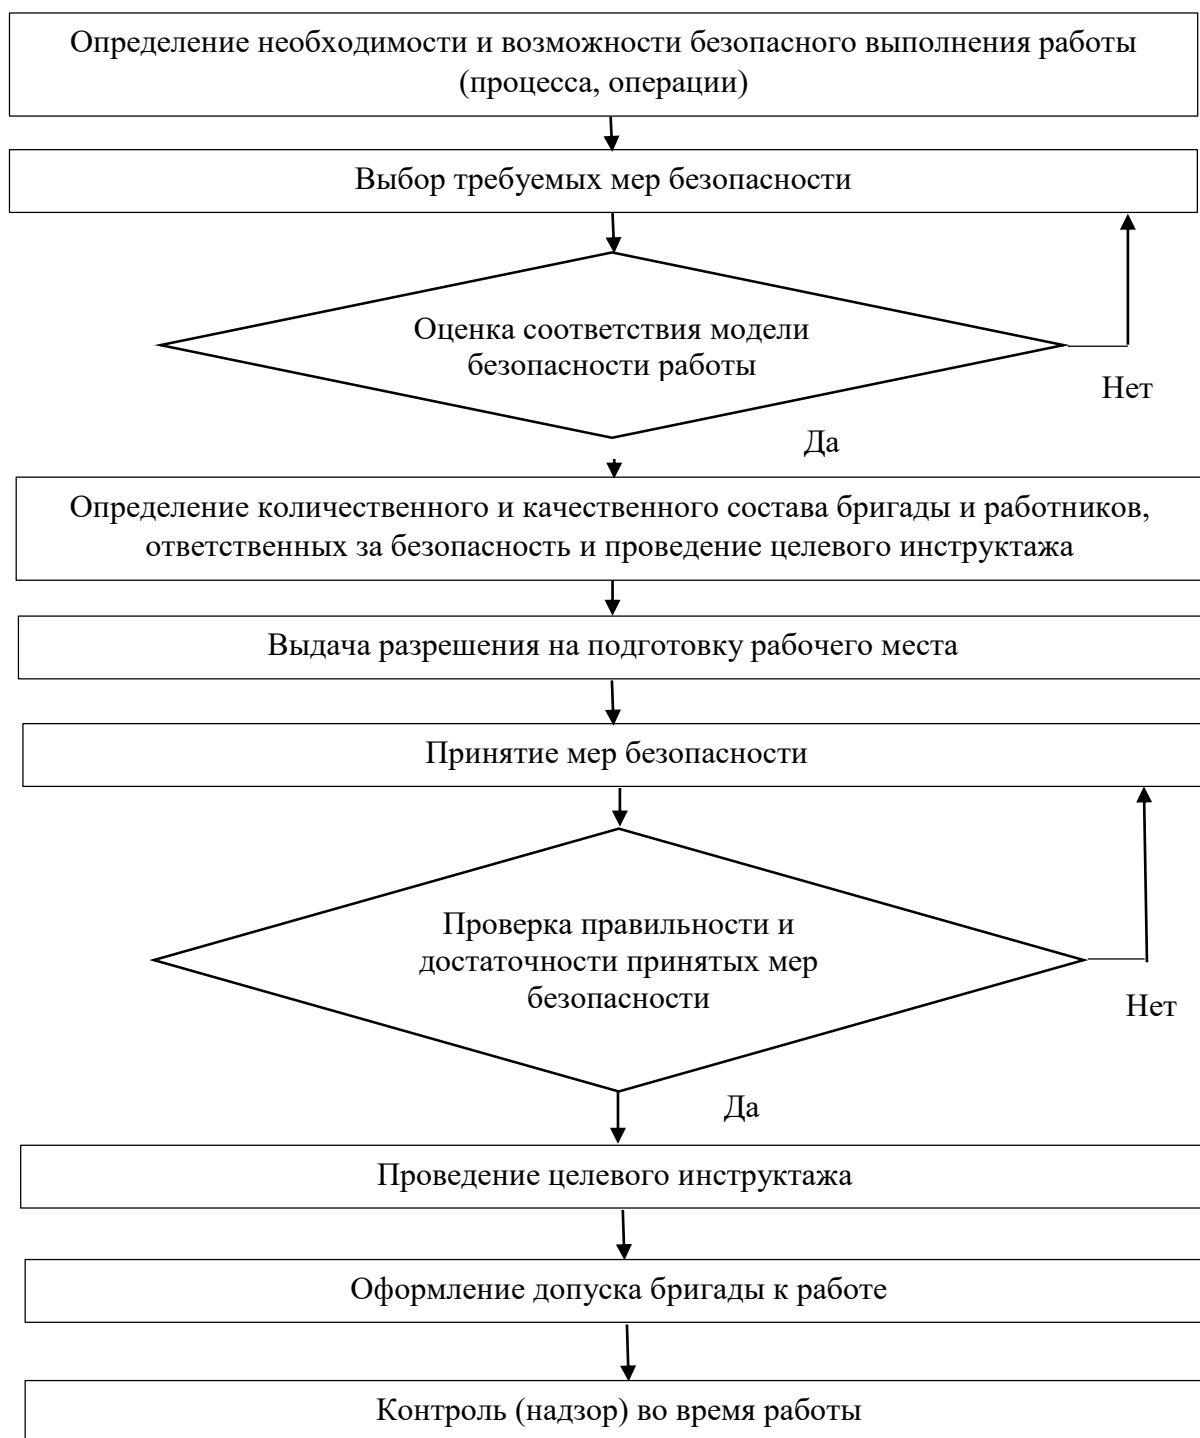 Определение необходимости и возможности безопасного выполнения работы
(процесса, операции)
Выбор требуемых мер безопасности
Оценка соответствия модели
безопасности работы
Нет
Да
Определение количественного и качественного состава бригады и работников,
ответственных за безопасность и проведение целевого инструктажа
Выдача разрешения на подготовку рабочего места
Принятие мер безопасности
Проверка правильности и
достаточности принятых мер
безопасности
Нет
Да
Проведение целевого инструктажа
Оформление допуска бригады к работе
Контроль (надзор) во время работы